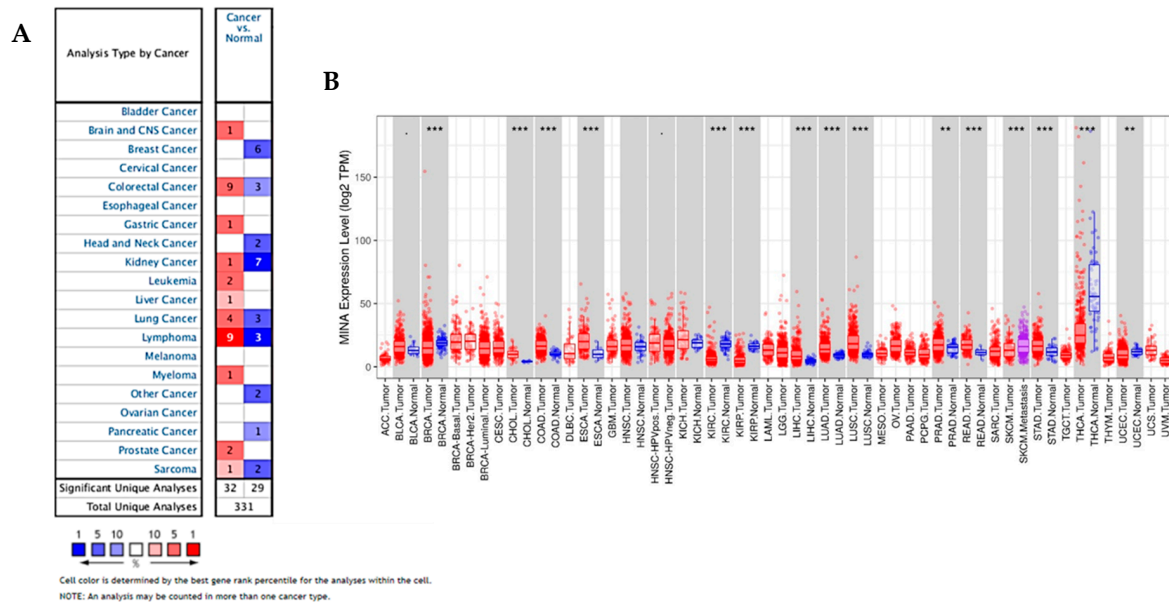 A
Analysis Type by Cancer
Cancer
vs.
Normal
Bladder Cancer
Brain and CNS Cancer 1
Breast Cancer 6
Cervical Cancer
Colorectal Cancer 9 3
Esophageal Cancer
Gastric Cancer 1
Head and Neck Cancer 2
Kidney Cancer 1 7
Leukemia 2
Liver Cancer 1
Lung Cancer 4 3
Lymphoma 9 3
Melanoma
Myeloma 1
Other Cancer 2
Ovarian Cancer
Pancreatic Cancer 1
Prostate Cancer 2
Sarcoma 1 2
Significant Unique Analyses 32 29
Total Unique Analyses 331
1 5 10 10 5 1
%
Cell color is determined by the best gene rank percentile for the analyses within the cell.
NOTE: An analysis may be counted in more than one cancer type.
B
. *** *** *** *** . *** *** *** *** *** ** *** *** *** *** **
MINA Expression Level (log2 TPM)
150
100
50
0
ACC.Tumor
BLCA.Tumor
BLCA.Normal
BRCA.Tumor
BRCA.Normal
BRCA-Basal.Tumor
BRCA-Her2.Tumor
BRCA-Luminal.Tumor
CESC.Tumor
CHOL.Tumor
CHOL.Normal
COAD.Tumor
COAD.Normal
DLBC.Tumor
ESCA.Tumor
ESCA.Normal
GBM.Tumor
HNSC.Tumor
HNSC.Normal
HNSC-HPVpos.Tumor
HNSC-HPVneg.Tumor
KICH.Tumor
KICH.Normal
KIRC.Tumor
KIRC.Normal
KIRP.Tumor
KIRP.Normal
LAML.Tumor
LGG.Tumor
LIHC.Tumor
LIHC.Normal
LUAD.Tumor
LUAD.Normal
LUSC.Tumor
LUSC.Normal
MESO.Tumor
OV.Tumor
PAAD.Tumor
PCPG.Tumor
PRAD.Tumor
PRAD.Normal
READ.Tumor
READ.Normal
SARC.Tumor
SKCM.Tumor
SKCM.Metastasis
STAD.Tumor
STAD.Normal
TGCT.Tumor
THCA.Tumor
THCA.Normal
THYM.Tumor
UCEC.Tumor
UCEC.Normal
UCS.Tumor
UVM.Tumor